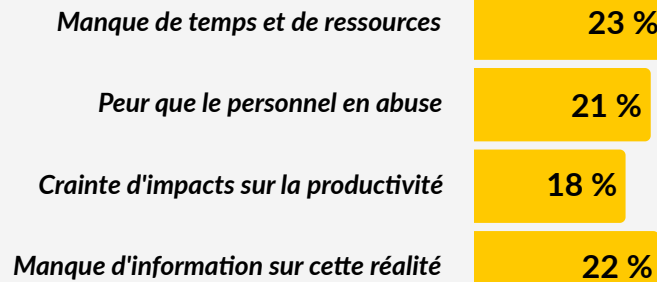 Manque de temps et de ressources 23 %
Peur que le personnel en abuse 21 %
Crainte d'impacts sur la productivité 18 %
Manque d'information sur cette réalité 22 %